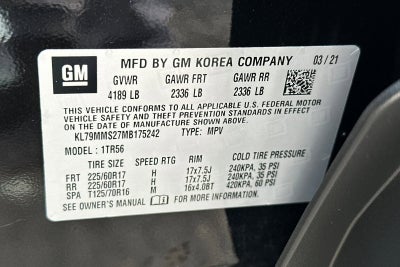 GM
MFD BY GM KOREA COMPANY 03/21
GVWR GAWR FRT GAWR RR
4189 LB 2336 LB 2336 LB
THIS VEHICLE CONFORMS TO ALL APPLICABLE U.S. FEDERAL MOTOR
VEHICLE SAFETY AND THEFT PREVENTION STANDARDS IN EFFECT
ON THE DATE OF MANUFACTURE SHOWN ABOVE.
KL79MMS27MB175242 TYPE: MPV
MODEL : 1TR56
TIRE SIZE SPEED RTG RIM COLD TIRE PRESSURE
FRT 225/60R17 H 17x7.5J 240KPA, 35 PSI
RR 225/60R17 H 17x7.5J 240KPA, 35 PSI
SPA T125/70R16 M 16x4.0BT 420KPA, 60 PSI
SEE OWNER'S MANUAL FOR MORE INFORMATION.